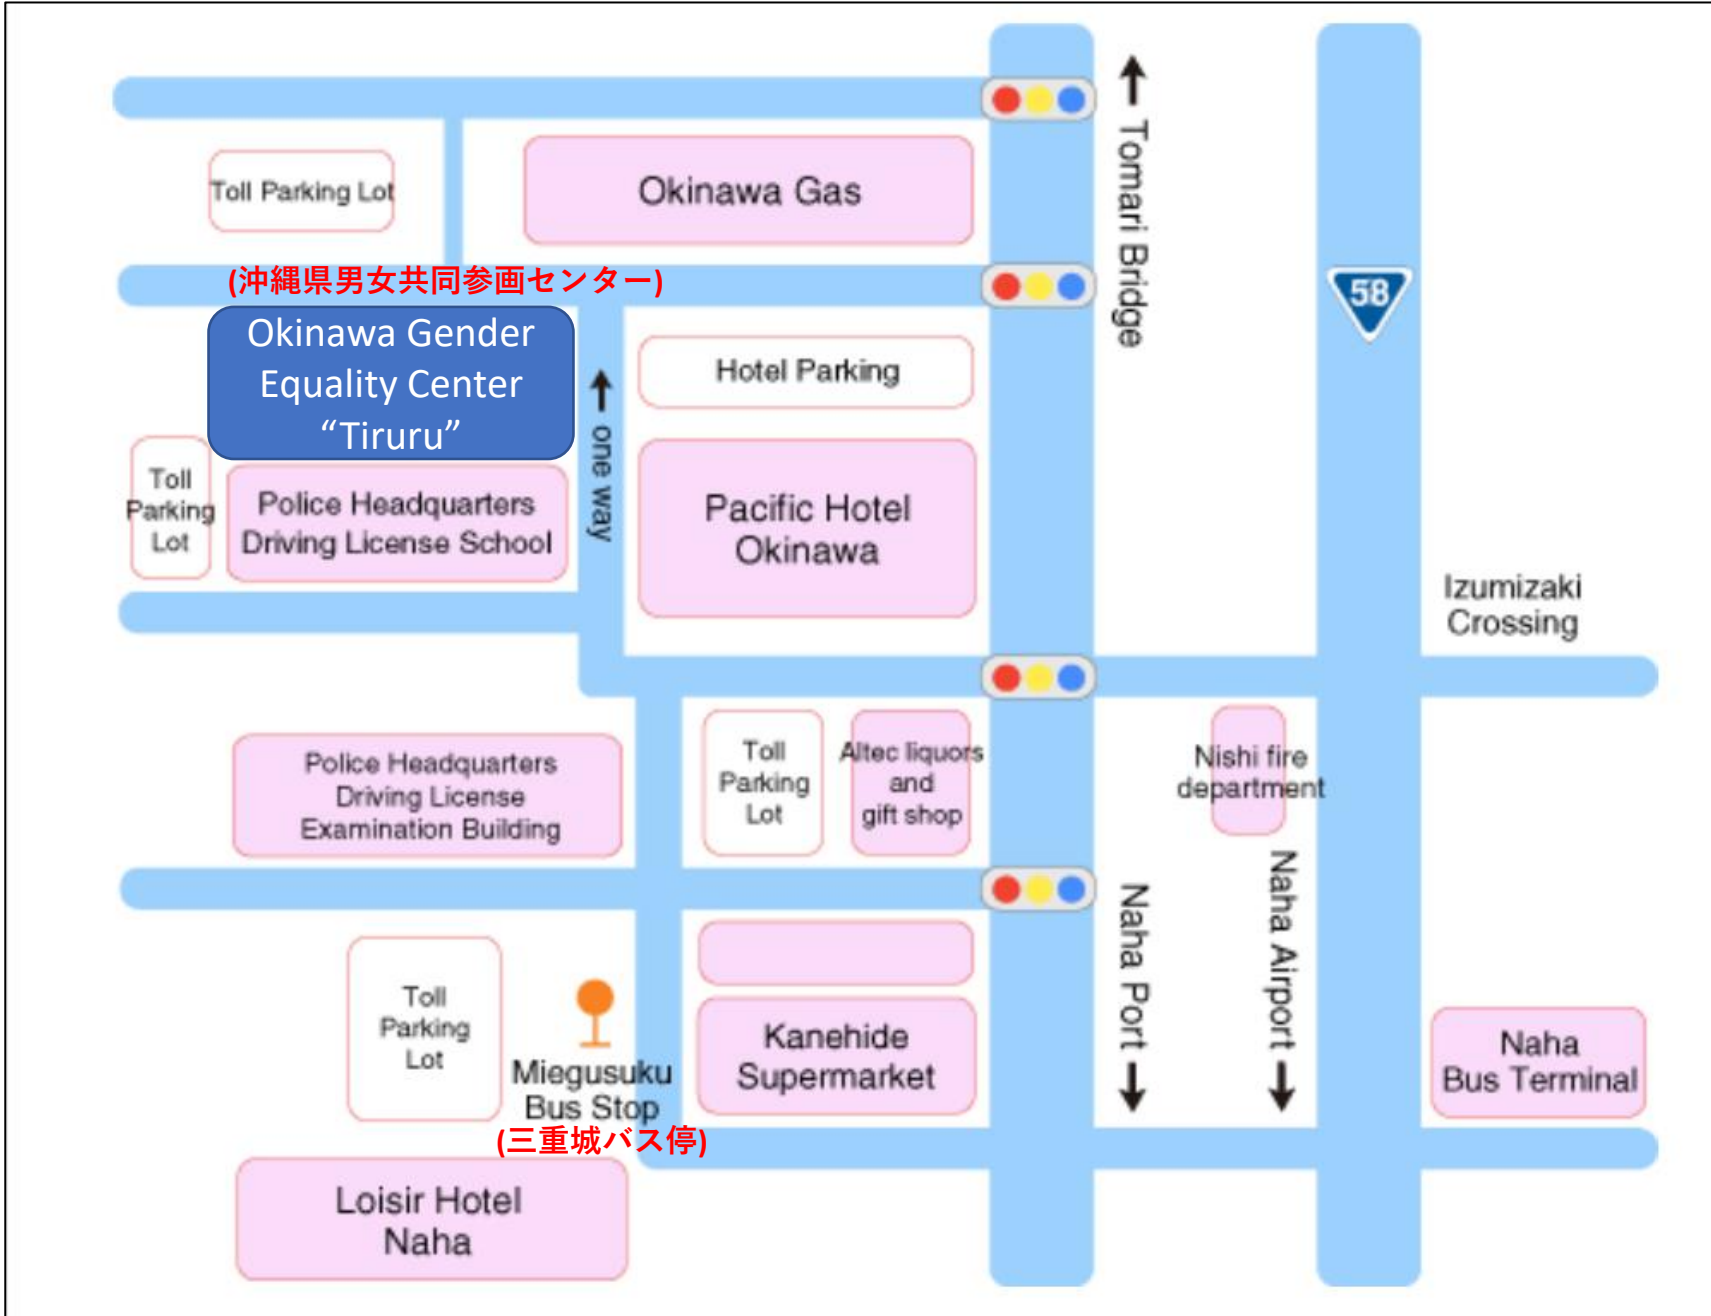 Tomari Bridge
Toll Parking Lot
Okinawa Gas
(沖縄県男女共同参画センター)
58
Okinawa Gender
Equality Center
“Tiruru”
one way
Hotel Parking
Toll
Parking
Lot
Police Headquarters
Driving License School
Pacific Hotel
Okinawa
Izumizaki
Crossing
Police Headquarters
Driving License
Examination Building
Toll
Parking
Lot
Altec liquors
and
gift shop
Nishi fire
department
Naha Port
Naha Airport
Toll
Parking
Lot
Miegusuku
Bus Stop
(三重城バス停)
Kanehide
Supermarket
Naha
Bus Terminal
Loisir Hotel
Naha